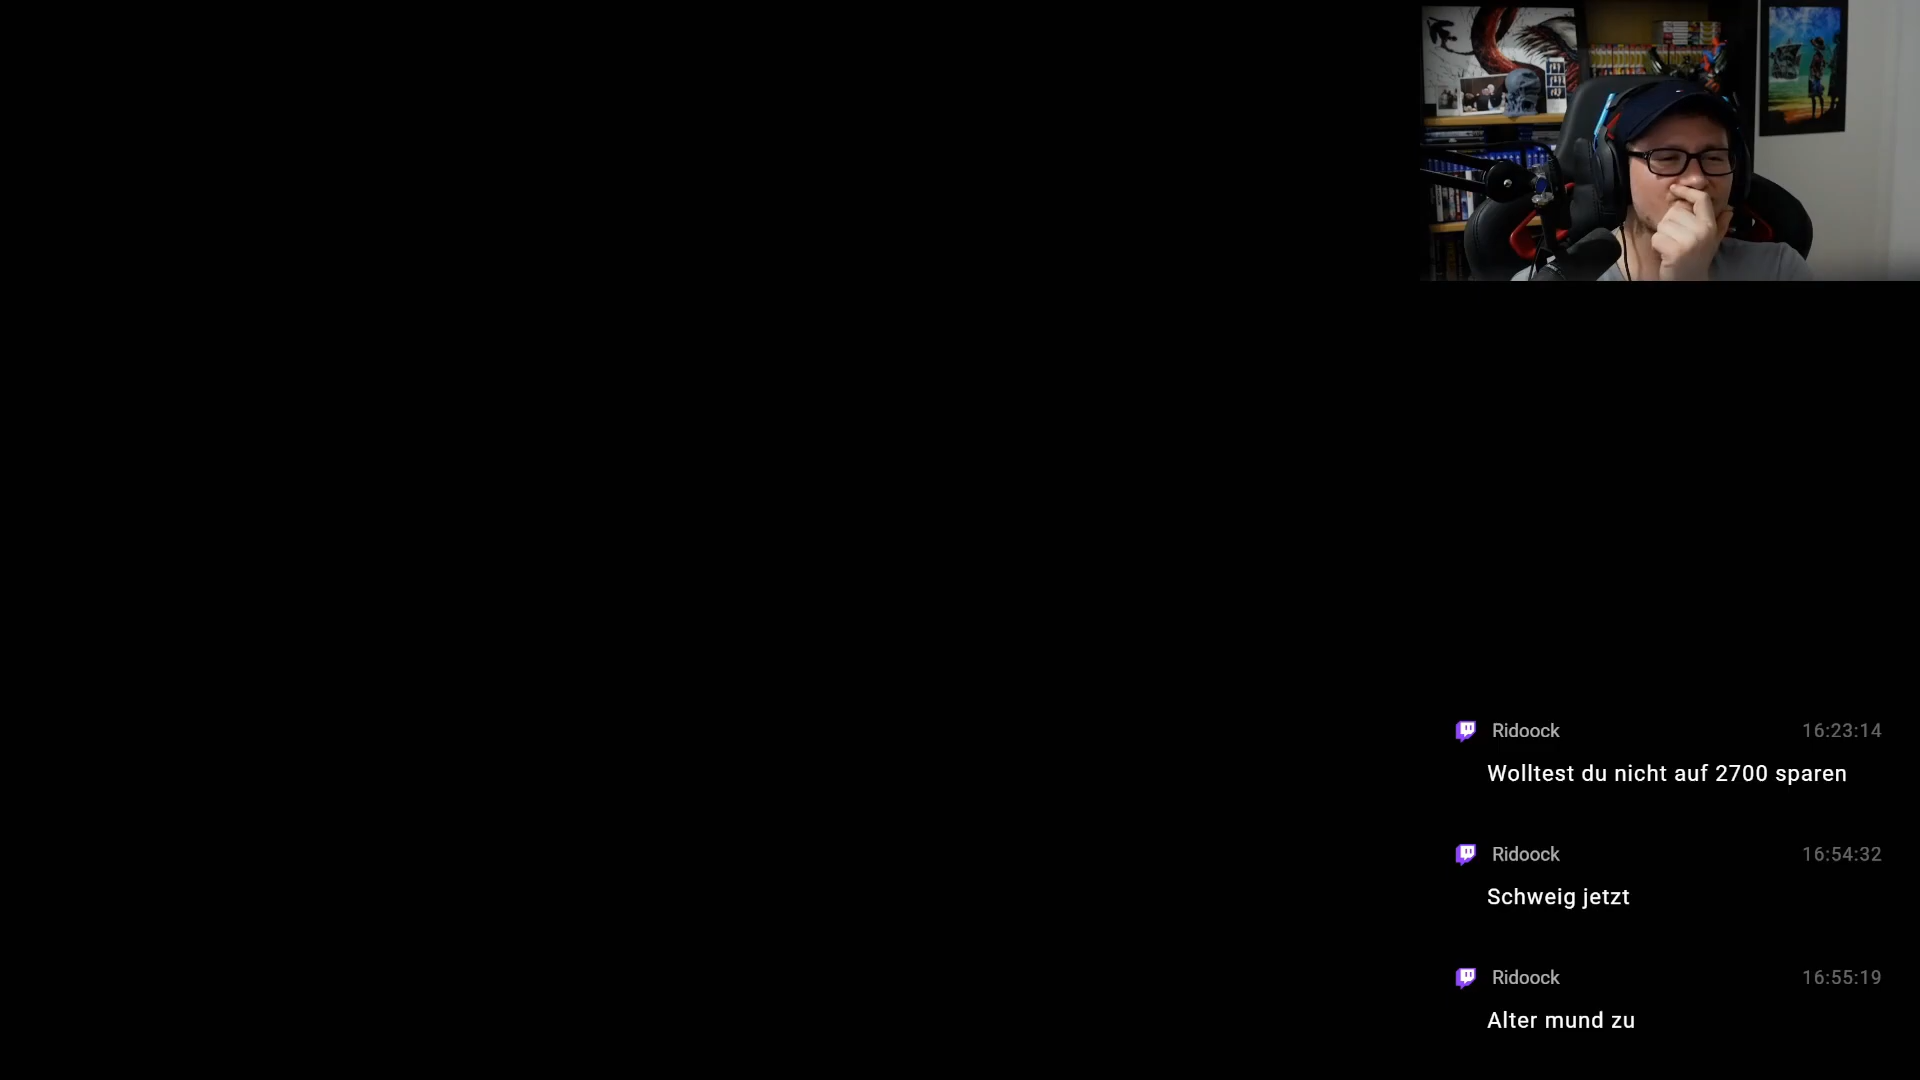 Ridoock 16:23:14
Wolltest du nicht auf 2700 sparen
Ridoock 16:54:32
Schweig jetzt
Ridoock 16:55:19
Alter mund zu